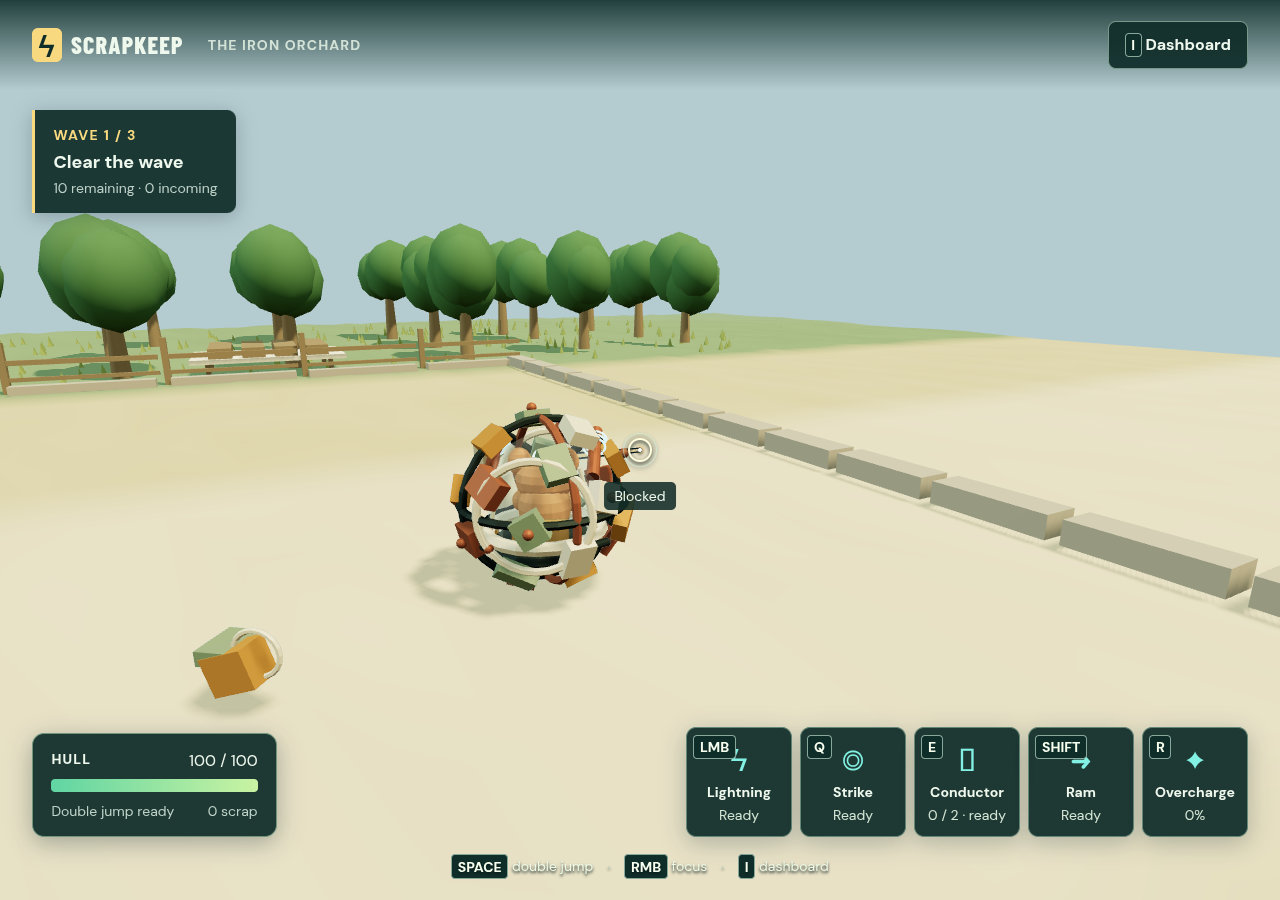 SCRAPKEEP THE IRON ORCHARD
I Dashboard
WAVE 1 / 3
Clear the wave
10 remaining · 0 incoming
Blocked
HULL 100 / 100
Double jump ready 0 scrap
LMB
Lightning
Ready
Q
Strike
Ready
E
Conductor
0 / 2 · ready
SHIFT
Ram
Ready
R
Overcharge
0%
SPACE double jump · RMB focus · I dashboard